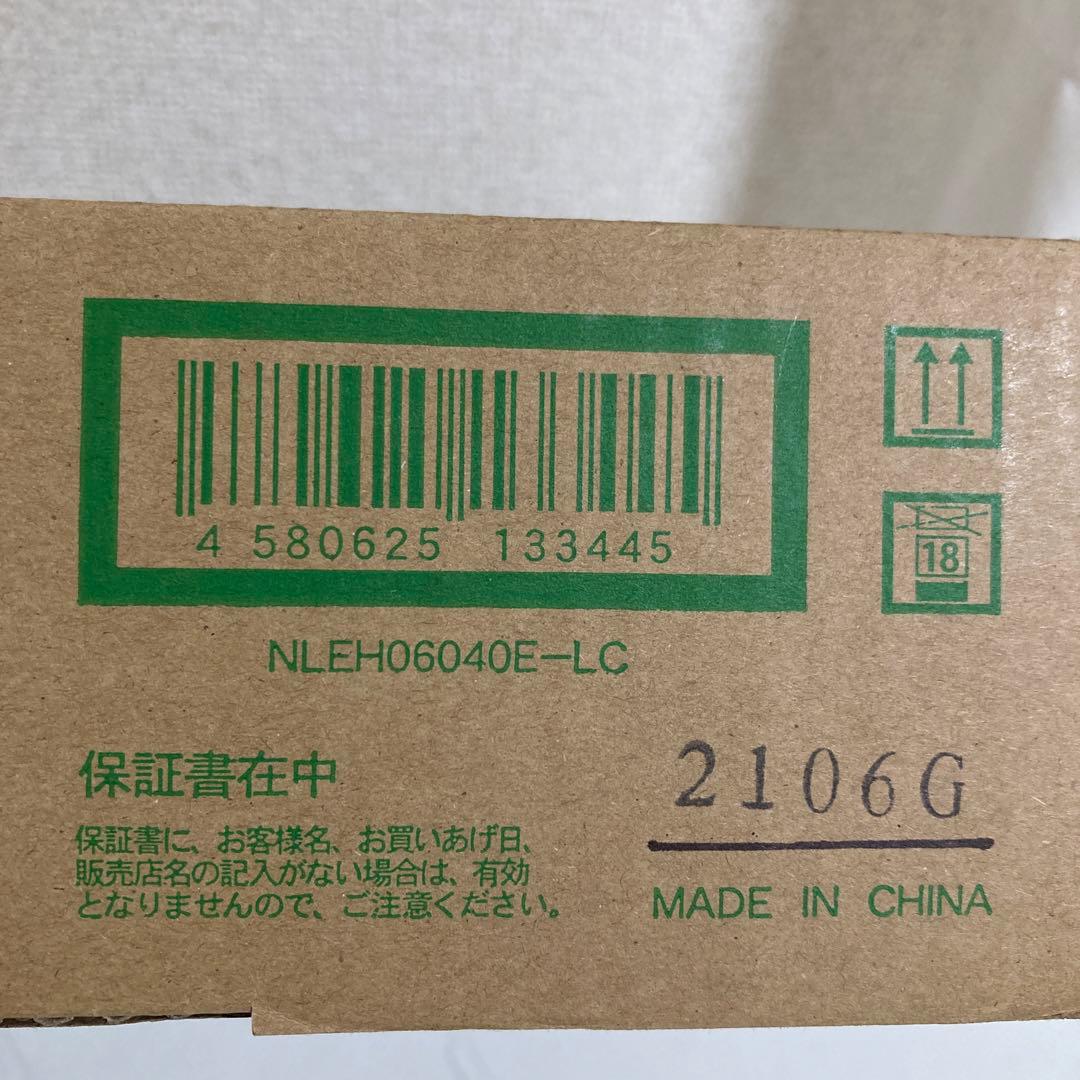 4 580625 133445
18
NLEH06040E-LC
保証書在中
保証書に、お客様名、お買いあげ日、
販売店名の記入がない場合は、有効
となりませんので、ご注意ください。
2106G
MADE IN CHINA